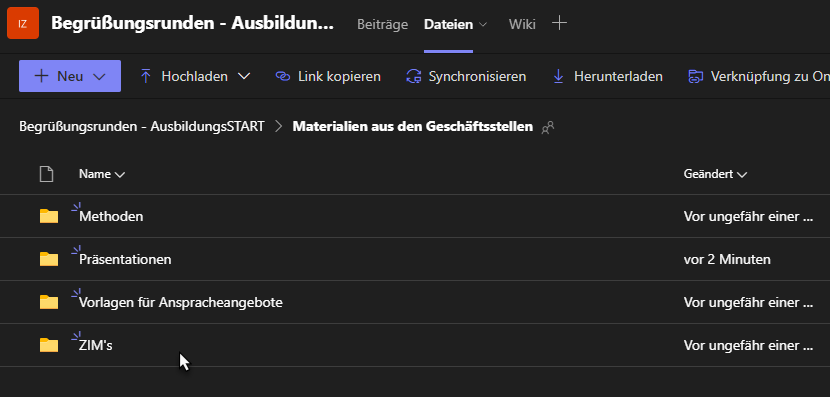 IZ Begrüßungsrunden - Ausbildun... Beiträge Dateien Wiki
Neu Hochladen Link kopieren Synchronisieren Herunterladen Verknüpfung zu On
Begrüßungsrunden - AusbildungsSTART Materialien aus den Geschäftsstellen
Name Geändert
Methoden Vor ungefähr einer ...
Präsentationen vor 2 Minuten
Vorlagen für Anspracheangebote Vor ungefähr einer ...
ZIM's Vor ungefähr einer ...